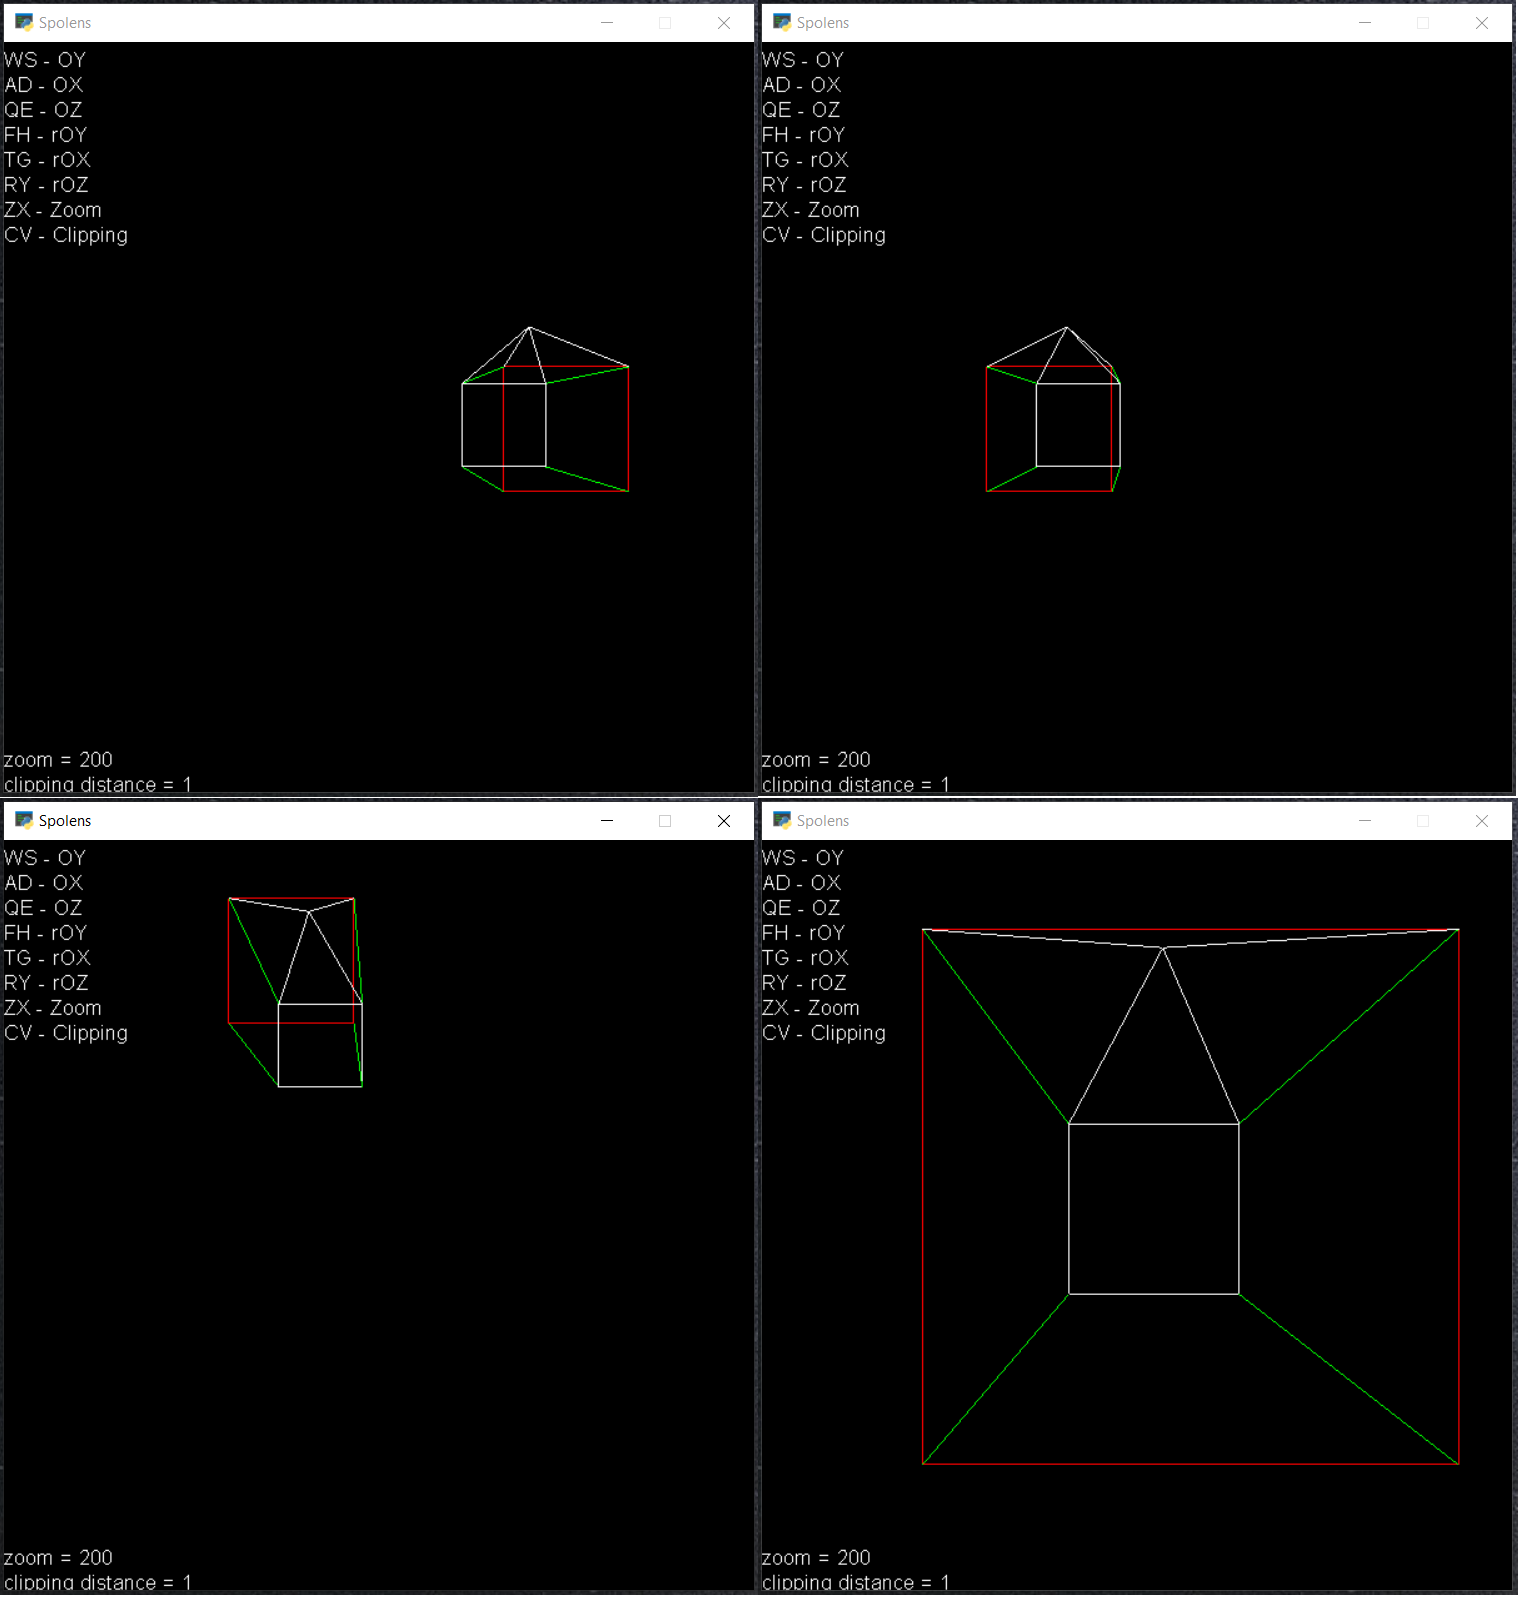 Spolens
WS - OY
AD - OX
QE - OZ
FH - rOY
TG - rOX
RY - rOZ
ZX - Zoom
CV - Clipping
zoom = 200
clipping distance = 1
Spolens
WS - OY
AD - OX
QE - OZ
FH - rOY
TG - rOX
RY - rOZ
ZX - Zoom
CV - Clipping
zoom = 200
clipping distance = 1
Spolens
WS - OY
AD - OX
QE - OZ
FH - rOY
TG - rOX
RY - rOZ
ZX - Zoom
CV - Clipping
zoom = 200
clipping distance = 1
Spolens
WS - OY
AD - OX
QE - OZ
FH - rOY
TG - rOX
RY - rOZ
ZX - Zoom
CV - Clipping
zoom = 200
clipping distance = 1